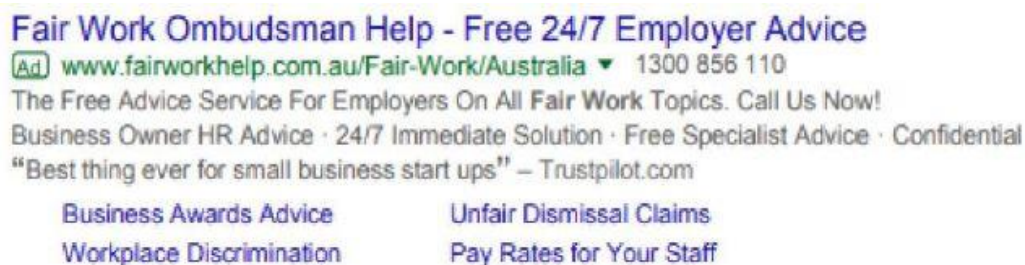 Fair Work Ombudsman Help - Free 24/7 Employer Advice
Ad www.fairworkhelp.com.au/Fair-Work/Australia ▼ 1300 856 110
The Free Advice Service For Employers On All Fair Work Topics. Call Us Now!
Business Owner HR Advice · 24/7 Immediate Solution · Free Specialist Advice · Confidential
“Best thing ever for small business start ups” – Trustpilot.com
Business Awards Advice Unfair Dismissal Claims
Workplace Discrimination Pay Rates for Your Staff